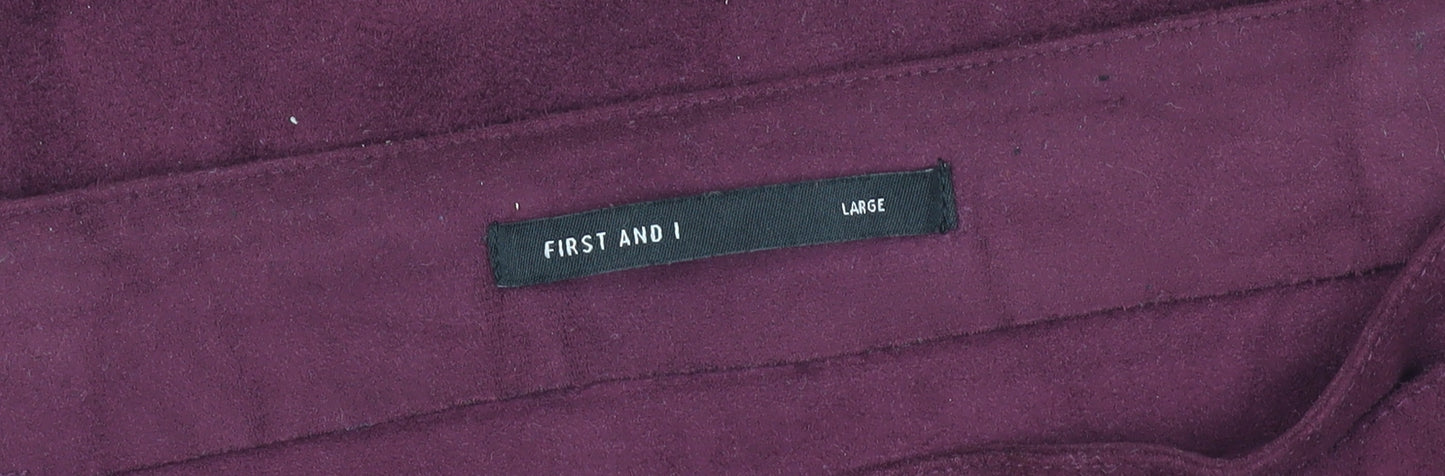 FIRST AND I
LARGE